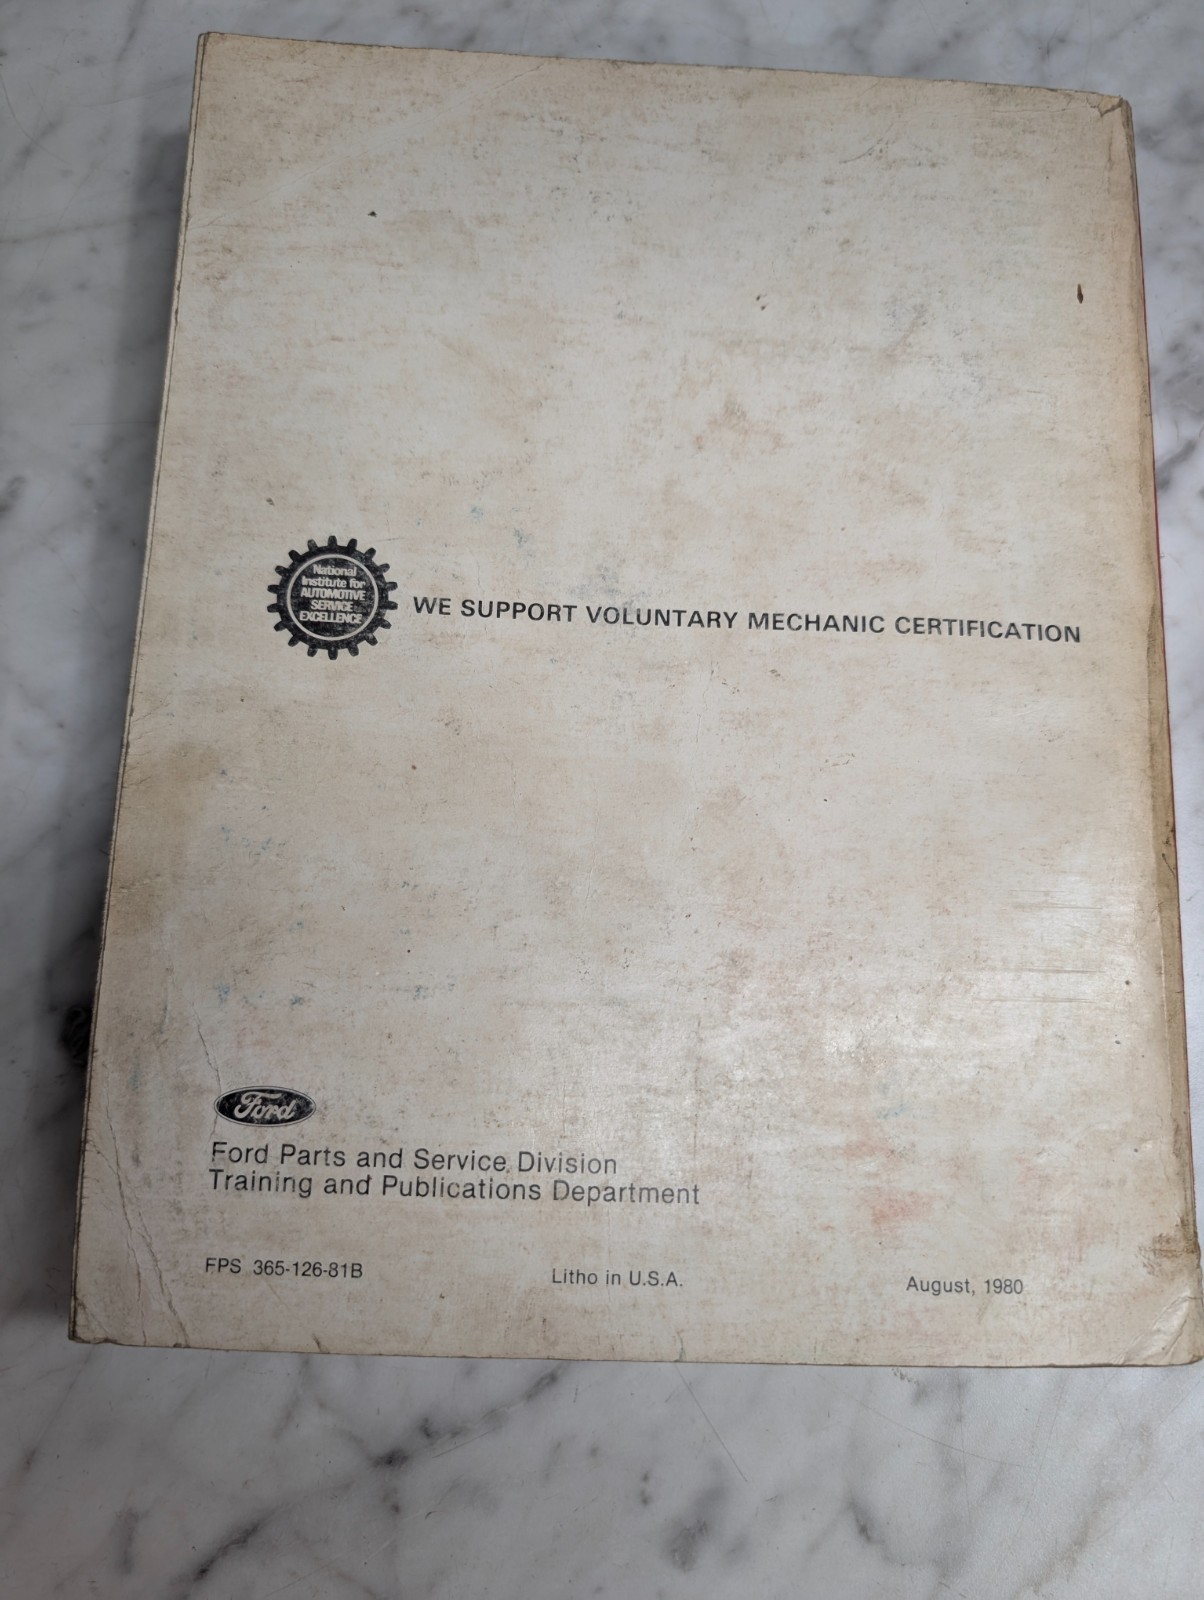 National
Institute for
AUTOMOTIVE
SERVICE
EXCELLENCE
WE SUPPORT VOLUNTARY MECHANIC CERTIFICATION
Ford
Ford Parts and Service Division
Training and Publications Department
FPS 365-126-81B
Litho in U.S.A.
August, 1980